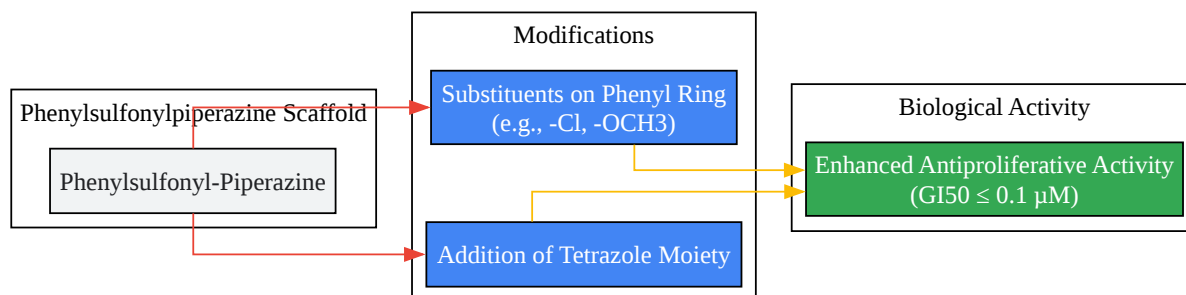 Phenylsulfonylpiperazine Scaffold
Phenylsulfonyl-Piperazine
Modifications
Substituents on Phenyl Ring
(e.g., -Cl, -OCH3)
Addition of Tetrazole Moiety
Biological Activity
Enhanced Antiproliferative Activity
(GI50 ≤ 0.1 µM)